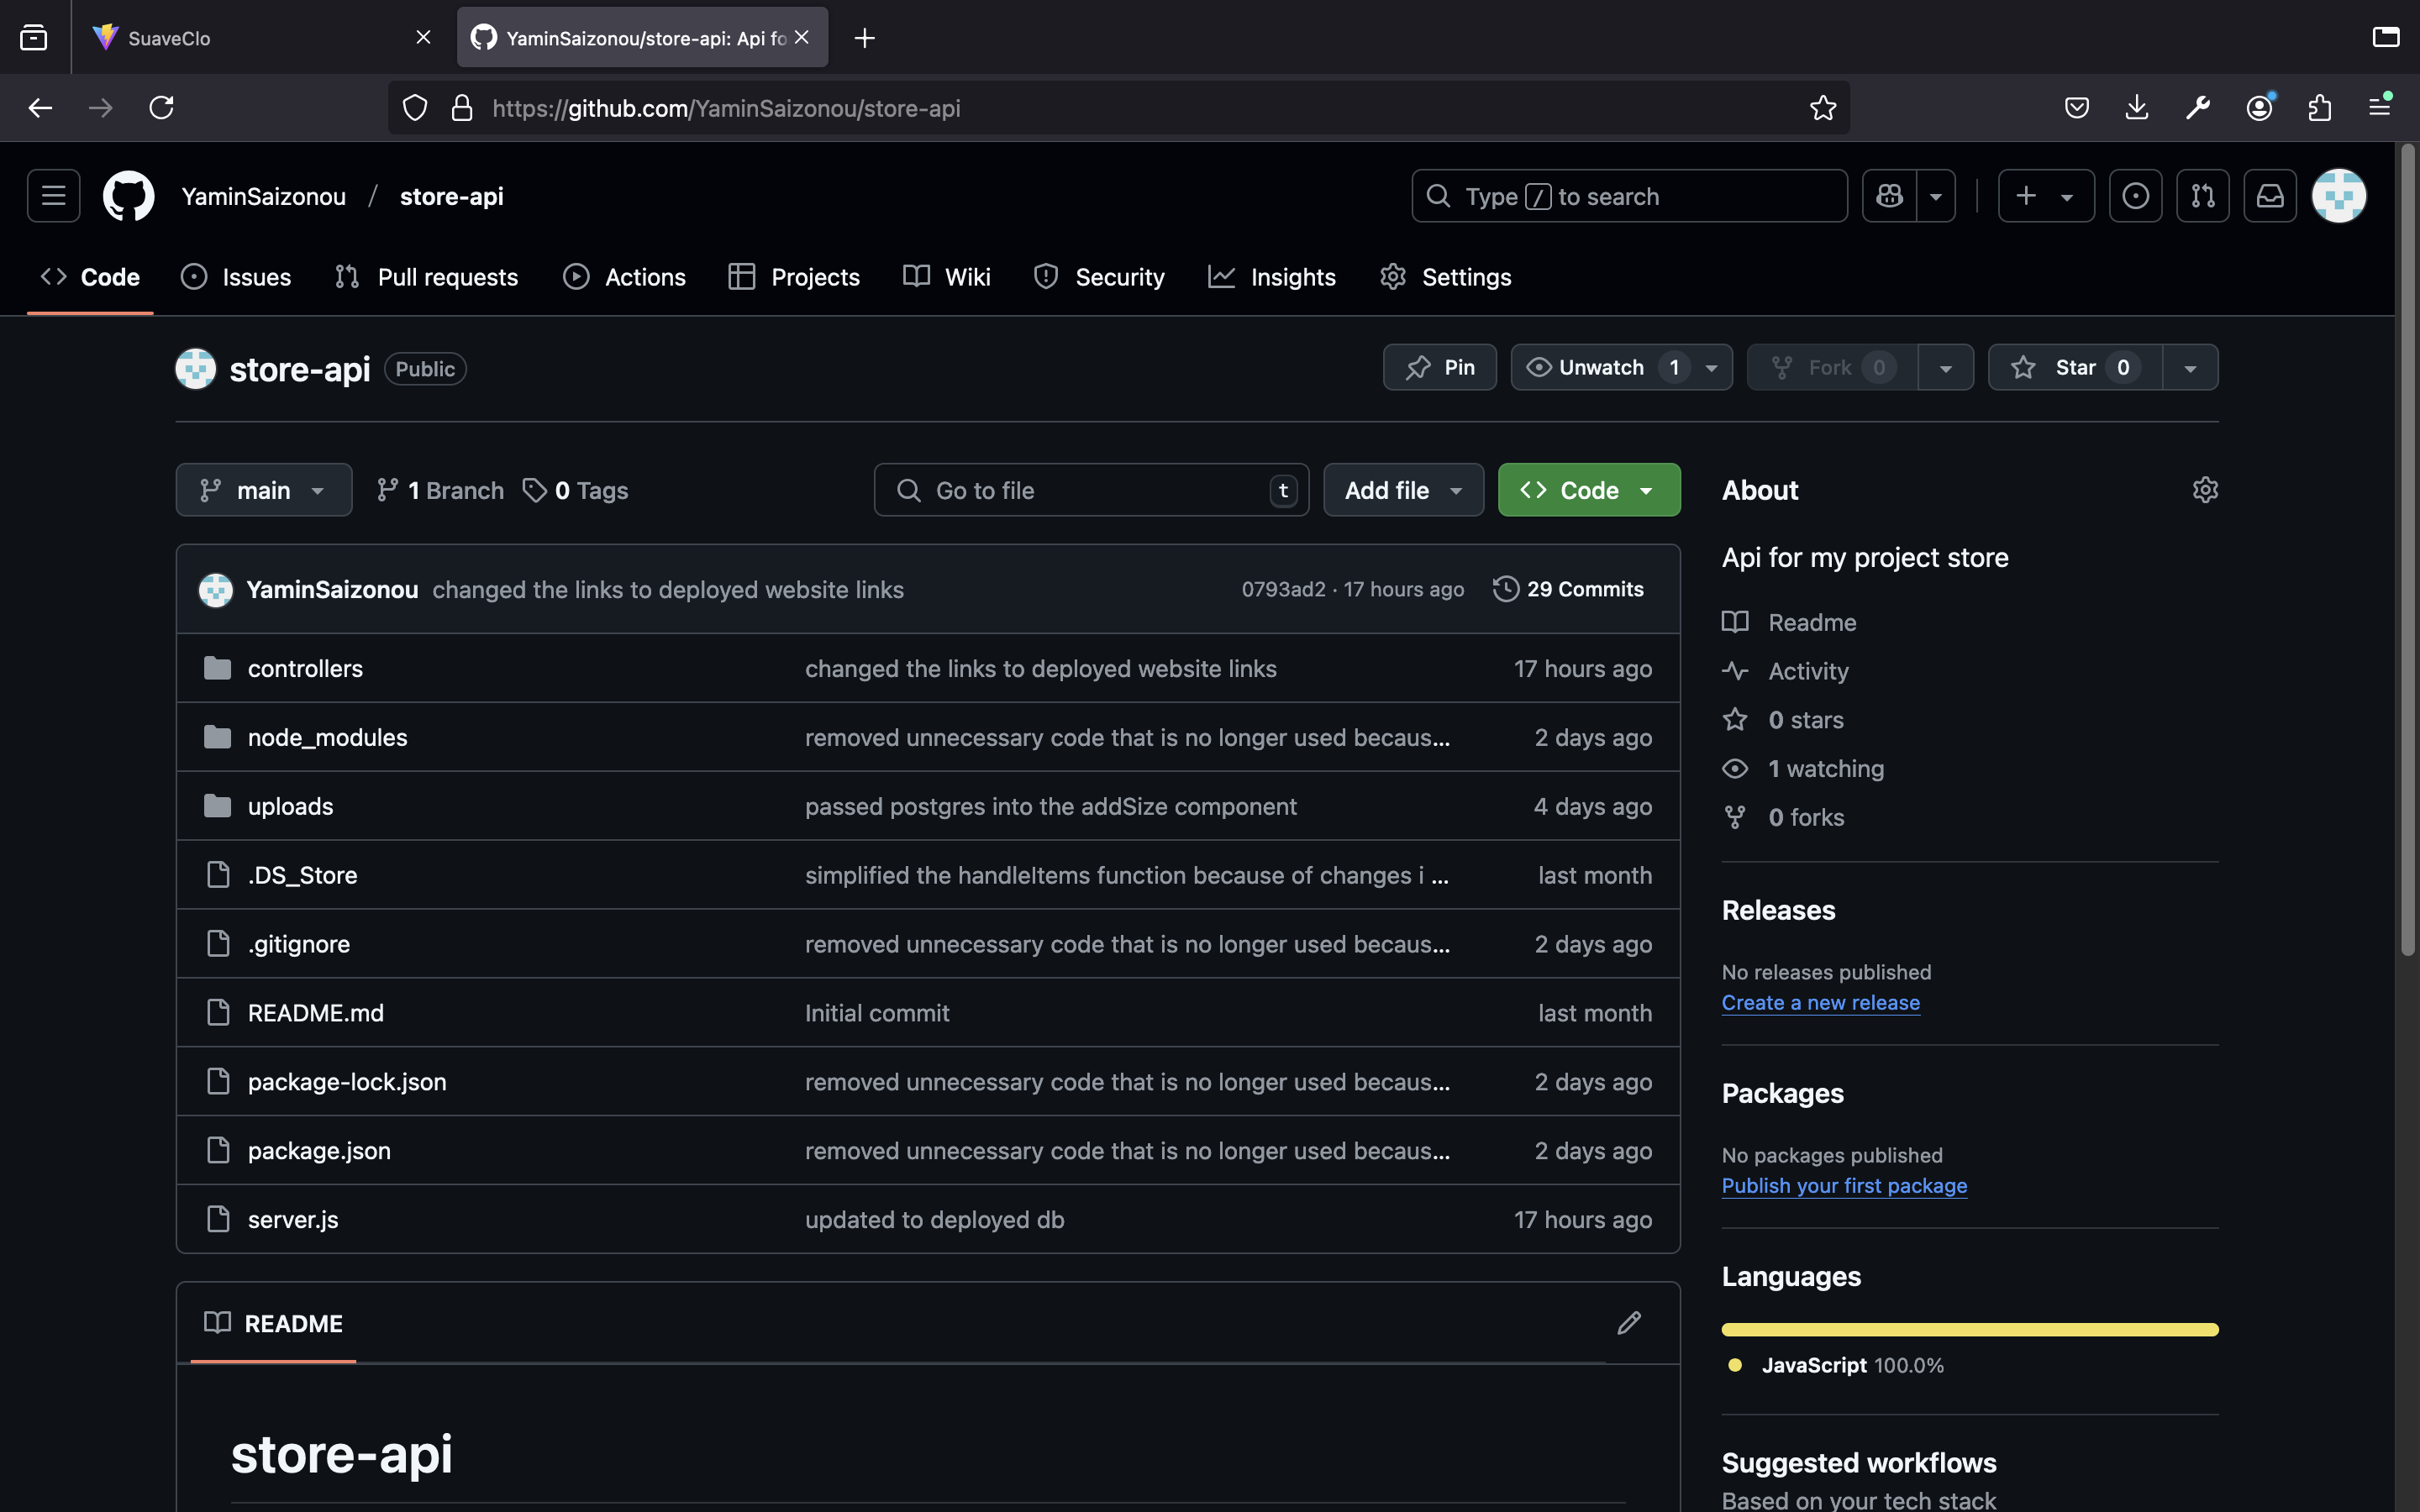 SuaveClo
YaminSaizonou/store-api: Api fo
https://github.com/YaminSaizonou/store-api
YaminSaizonou / store-api
Type / to search
Code
Issues
Pull requests
Actions
Projects
Wiki
Security
Insights
Settings
store-api Public
Pin
Unwatch 1
Fork 0
Star 0
main
1 Branch
0 Tags
Go to file t
Add file
Code
YaminSaizonou changed the links to deployed website links 0793ad2 · 17 hours ago 29 Commits
controllers changed the links to deployed website links 17 hours ago
node_modules removed unnecessary code that is no longer used becaus... 2 days ago
uploads passed postgres into the addSize component 4 days ago
.DS_Store simplified the handleItems function because of changes i ... last month
.gitignore removed unnecessary code that is no longer used becaus... 2 days ago
README.md Initial commit last month
package-lock.json removed unnecessary code that is no longer used becaus... 2 days ago
package.json removed unnecessary code that is no longer used becaus... 2 days ago
server.js updated to deployed db 17 hours ago
README
store-api
About
Api for my project store
Readme
Activity
0 stars
1 watching
0 forks
Releases
No releases published
Create a new release
Packages
No packages published
Publish your first package
Languages
JavaScript 100.0%
Suggested workflows
Based on your tech stack